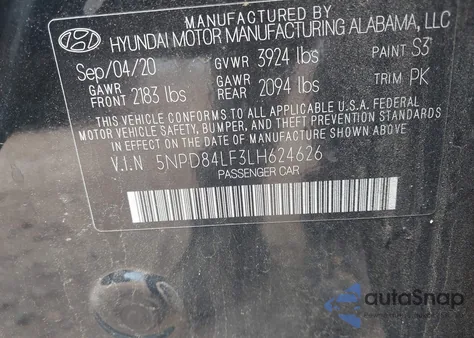 MANUFACTURED BY
HYUNDAI MOTOR MANUFACTURING ALABAMA, LLC
Sep/04/20 GVWR 3924 lbs PAINT S3
GAWR FRONT 2183 lbs GAWR REAR 2094 lbs TRIM PK
THIS VEHICLE CONFORMS TO ALL APPLICABLE U.S.A. FEDERAL
MOTOR VEHICLE SAFETY, BUMPER, AND THEFT PREVENTION STANDARDS
IN EFFECT ON THE DATE OF MANUFACTURE SHOWN ABOVE.
V.I.N 5NPD84LF3LH624626
PASSENGER CAR
autoSnap